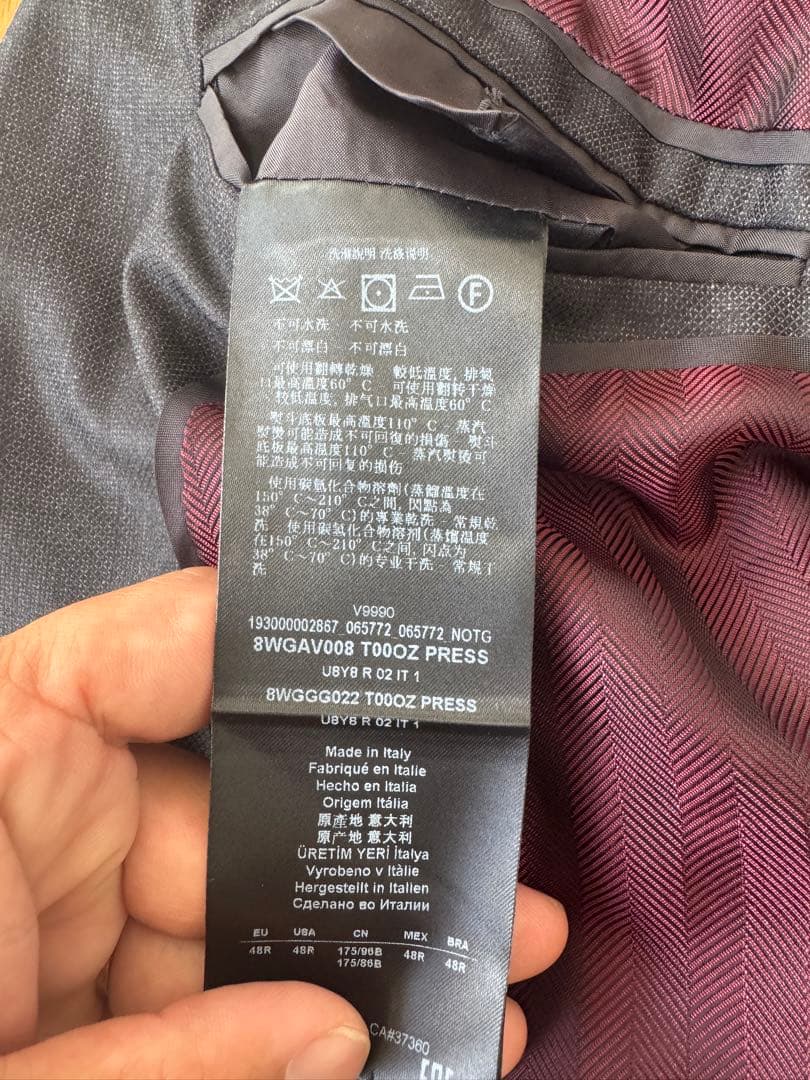 洗滌說明 洗涤说明
F
不可水洗 - 不可水洗
不可漂白 - 不可漂白
可使用翻轉乾燥 - 較低溫度, 排氣
口最高溫度60° C - 可使用翻转干燥
- 较低温度, 排气口最高温度60° C
熨斗底板最高溫度110° C - 蒸汽
熨燙可能造成不可回復的損傷 - 熨斗
底板最高温度110° C - 蒸汽熨烫可
能造成不可回复的损伤
使用碳氫化合物溶劑(蒸餾溫度在
150° C～210° C之間, 閃點為
38° C～70° C)的專業乾洗 - 常規乾
洗 - 使用碳氢化合物溶剂(蒸馏温度
在150° C～210° C之间, 闪点为
38° C～70° C)的专业干洗 - 常规干
洗
V9990
193000002867_065772_065772_NOTG
8WGAV008 T00OZ PRESS
U8Y8 R 02 IT 1
8WGGG022 T00OZ PRESS
U8Y8 R 02 IT 1
Made in Italy
Fabriqué en Italie
Hecho en Italia
Origem Itália
原產地 意大利
原产地 意大利
ÜRETİM YERİ İtalya
Vyrobeno v Itàlie
Hergestellt in Italien
Сделано во Италии
EU USA CN MEX BRA
48R 48R 175/96B 48R 48R
175/86B
CA#37360